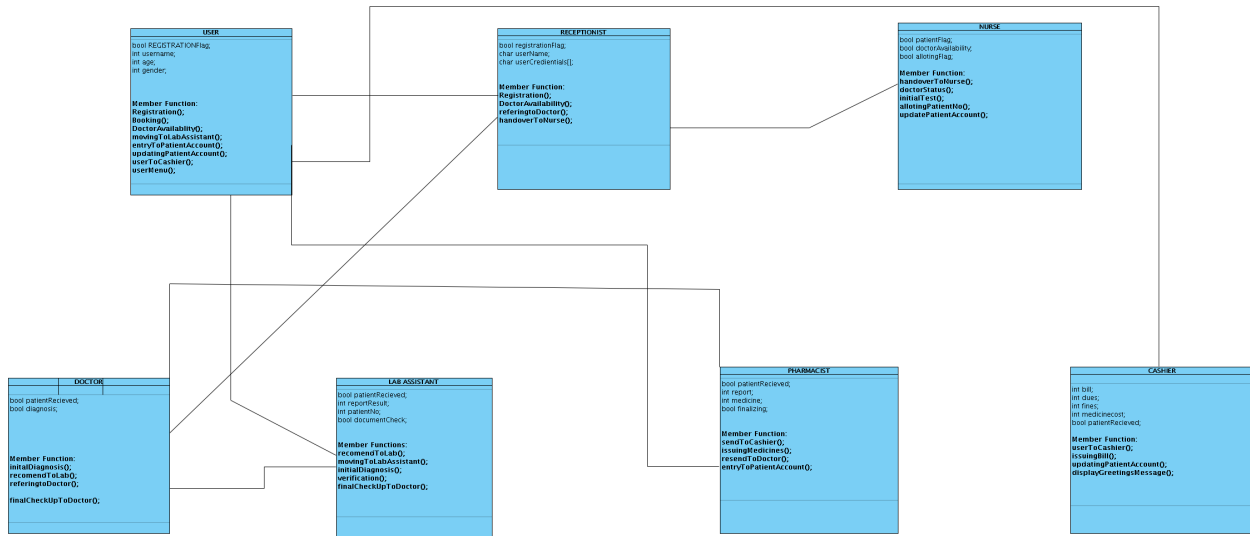 USER
bool REGISTRATIONFlag;
int username;
int age;
int gender;
Member Function:
Registration();
Booking();
DoctorAvailablity();
movingToLabAssistant();
entryToPatientAccount();
updatingPatientAccount();
userToCashier();
userMenu();
RECEPTIONIST
bool registrationFlag;
char userName;
char userCredientials[];
Member Function:
Registration();
DoctorAvailability();
referingtoDoctor();
handoverToNurse();
NURSE
bool patientFlag;
bool doctorAvailability;
bool allotingFlag;
Member Function:
handoverToNurse();
doctorStatus();
initialTest();
allotingPatientNo();
updatePatientAccount();
DOCTOR
bool patientRecieved;
bool diagnosis;
Member Function:
initalDiagnosis();
recomendToLab();
referingtoDoctor();
finalCheckUpToDoctor();
LAB ASSISTANT
bool patientRecieved;
int reportResult;
int patientNo;
bool documentCheck;
Member Functions:
recomendToLab();
movingToLabAssistant();
initialDiagnosis();
verification();
finalCheckUpToDoctor();
PHARMACIST
bool patientRecieved;
int report;
int medicine;
bool finalizing;
Member Function:
sendToCashier();
issuingMedicines();
resendToDoctor();
entryToPatientAccount();
CASHIER
int bill;
int dues;
int fines;
int medicinecost;
bool patientRecieved;
Member Function:
userToCashier();
issuingBill();
updatingPatientAccount();
displayGreetingsMessage();